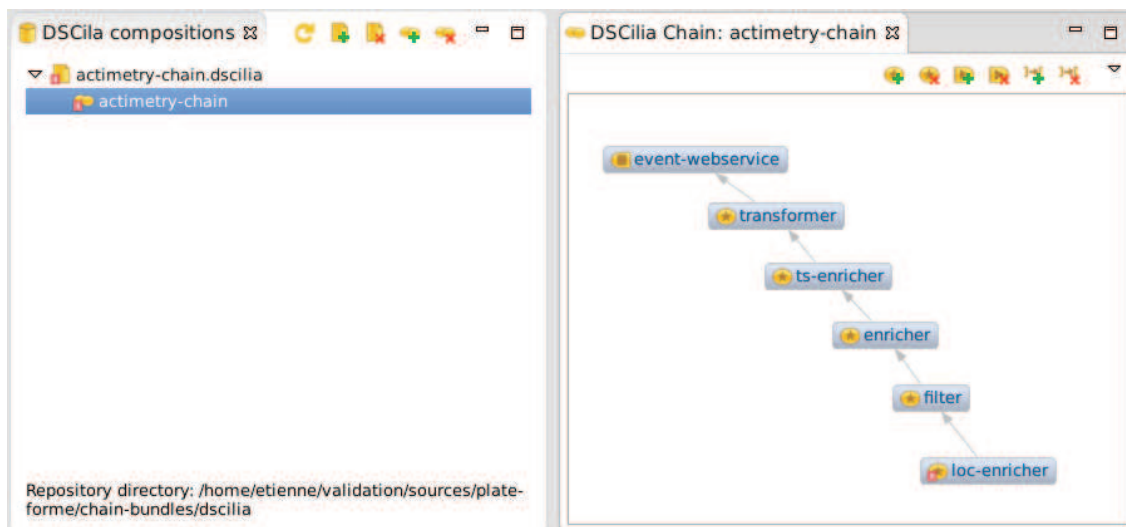 DSCila compositions
actimetry-chain.dscilia
actimetry-chain
Repository directory: /home/etienne/validation/sources/plate-
forme/chain-bundles/dscilia
DSCilia Chain: actimetry-chain
event-webservice
transformer
ts-enricher
enricher
filter
loc-enricher